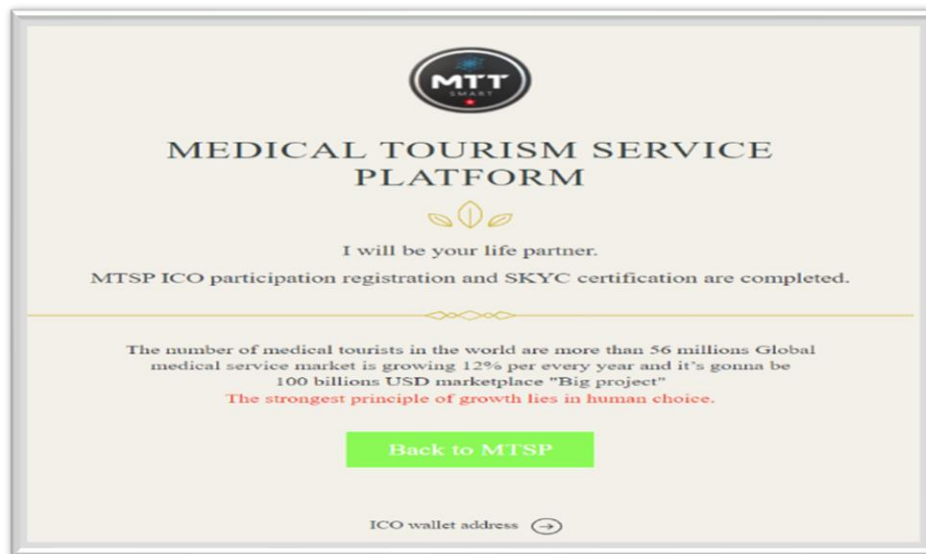 MTT
SMART
MEDICAL TOURISM SERVICE
PLATFORM
I will be your life partner.
MTSP ICO participation registration and SKYC certification are completed.
The number of medical tourists in the world are more than 56 millions Global
medical service market is growing 12% per every year and it's gonna be
100 billions USD marketplace "Big project"
The strongest principle of growth lies in human choice.
Back to MTSP
ICO wallet address